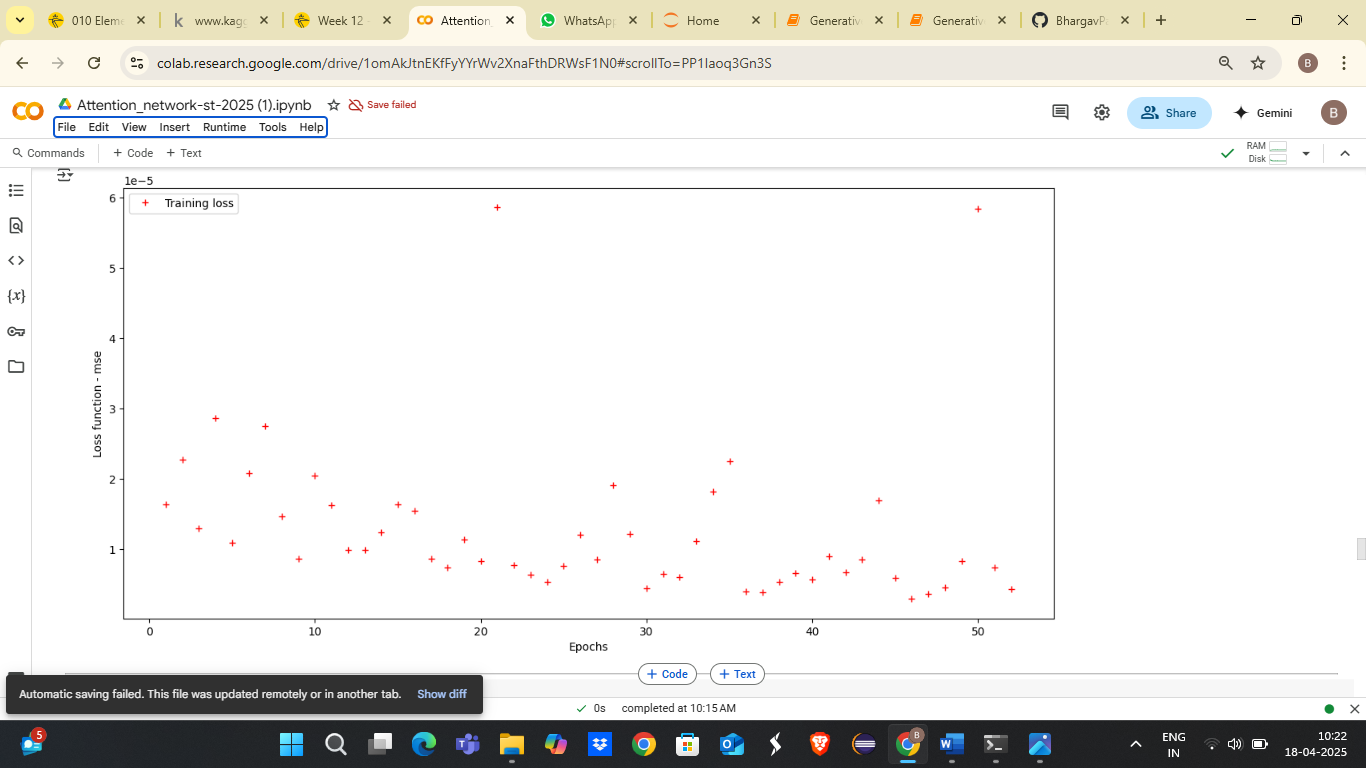 010 Eleme
www.kagg
Week 12 -
Attention_
WhatsApp
Home
Generativ
Generativ
BhargavPo
colab.research.google.com/drive/1omAkJtnEKfFyYYrWv2XnaFthDRWsF1N0#scrollTo=PP1Iaoq3Gn3S
B
Attention_network-st-2025 (1).ipynb
Save failed
Share
Gemini
B
File Edit View Insert Runtime Tools Help
Commands + Code + Text
RAM
Disk
1e−5
Training loss
6
5
4
3
2
1
Loss function - mse
0 10 20 30 40 50
Epochs
+ Code + Text
Automatic saving failed. This file was updated remotely or in another tab. Show diff
0s completed at 10:15 AM
5
B
ENG
IN
10:22
18-04-2025